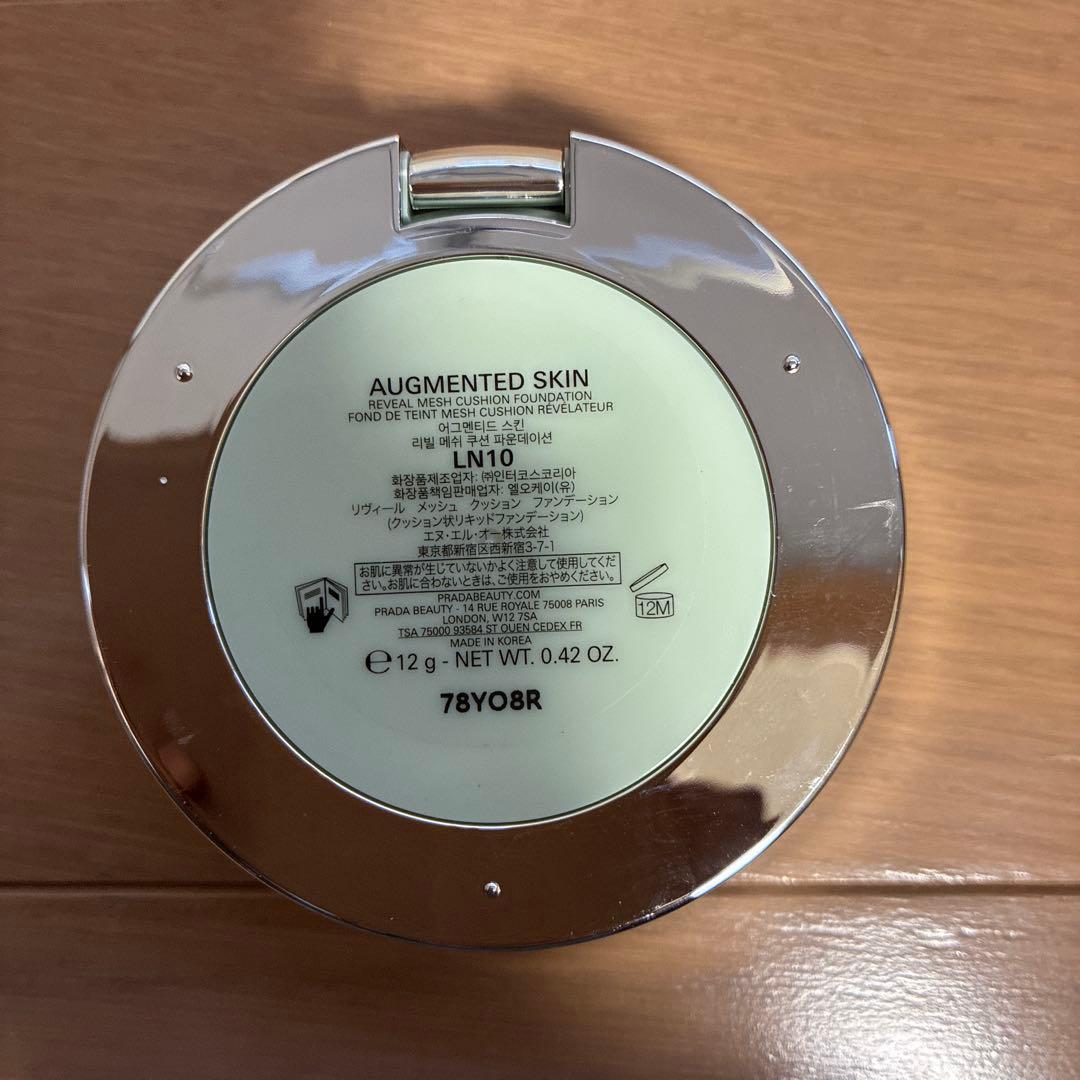 AUGMENTED SKIN
REVEAL MESH CUSHION FOUNDATION
FOND DE TEINT MESH CUSHION RÉVÉLATEUR
어그멘티드 스킨
리빌 메쉬 쿠션 파운데이션
LN10
화장품제조업자: ㈜인터코스코리아
화장품책임판매업자: 엘오케이(유)
リヴィール メッシュ クッション ファンデーション
(クッション状リキッドファンデーション)
エヌ・エル・オー株式会社
東京都新宿区西新宿3-7-1
お肌に異常が生じていないかよく注意して使用してくだ
さい。お肌に合わないときは、ご使用をおやめください。
PRADABEAUTY.COM
PRADA BEAUTY - 14 RUE ROYALE 75008 PARIS
LONDON, W12 7SA
TSA 75000 93584 ST OUEN CEDEX FR
MADE IN KOREA
12M
℮ 12 g - NET WT. 0.42 OZ.
78YO8R